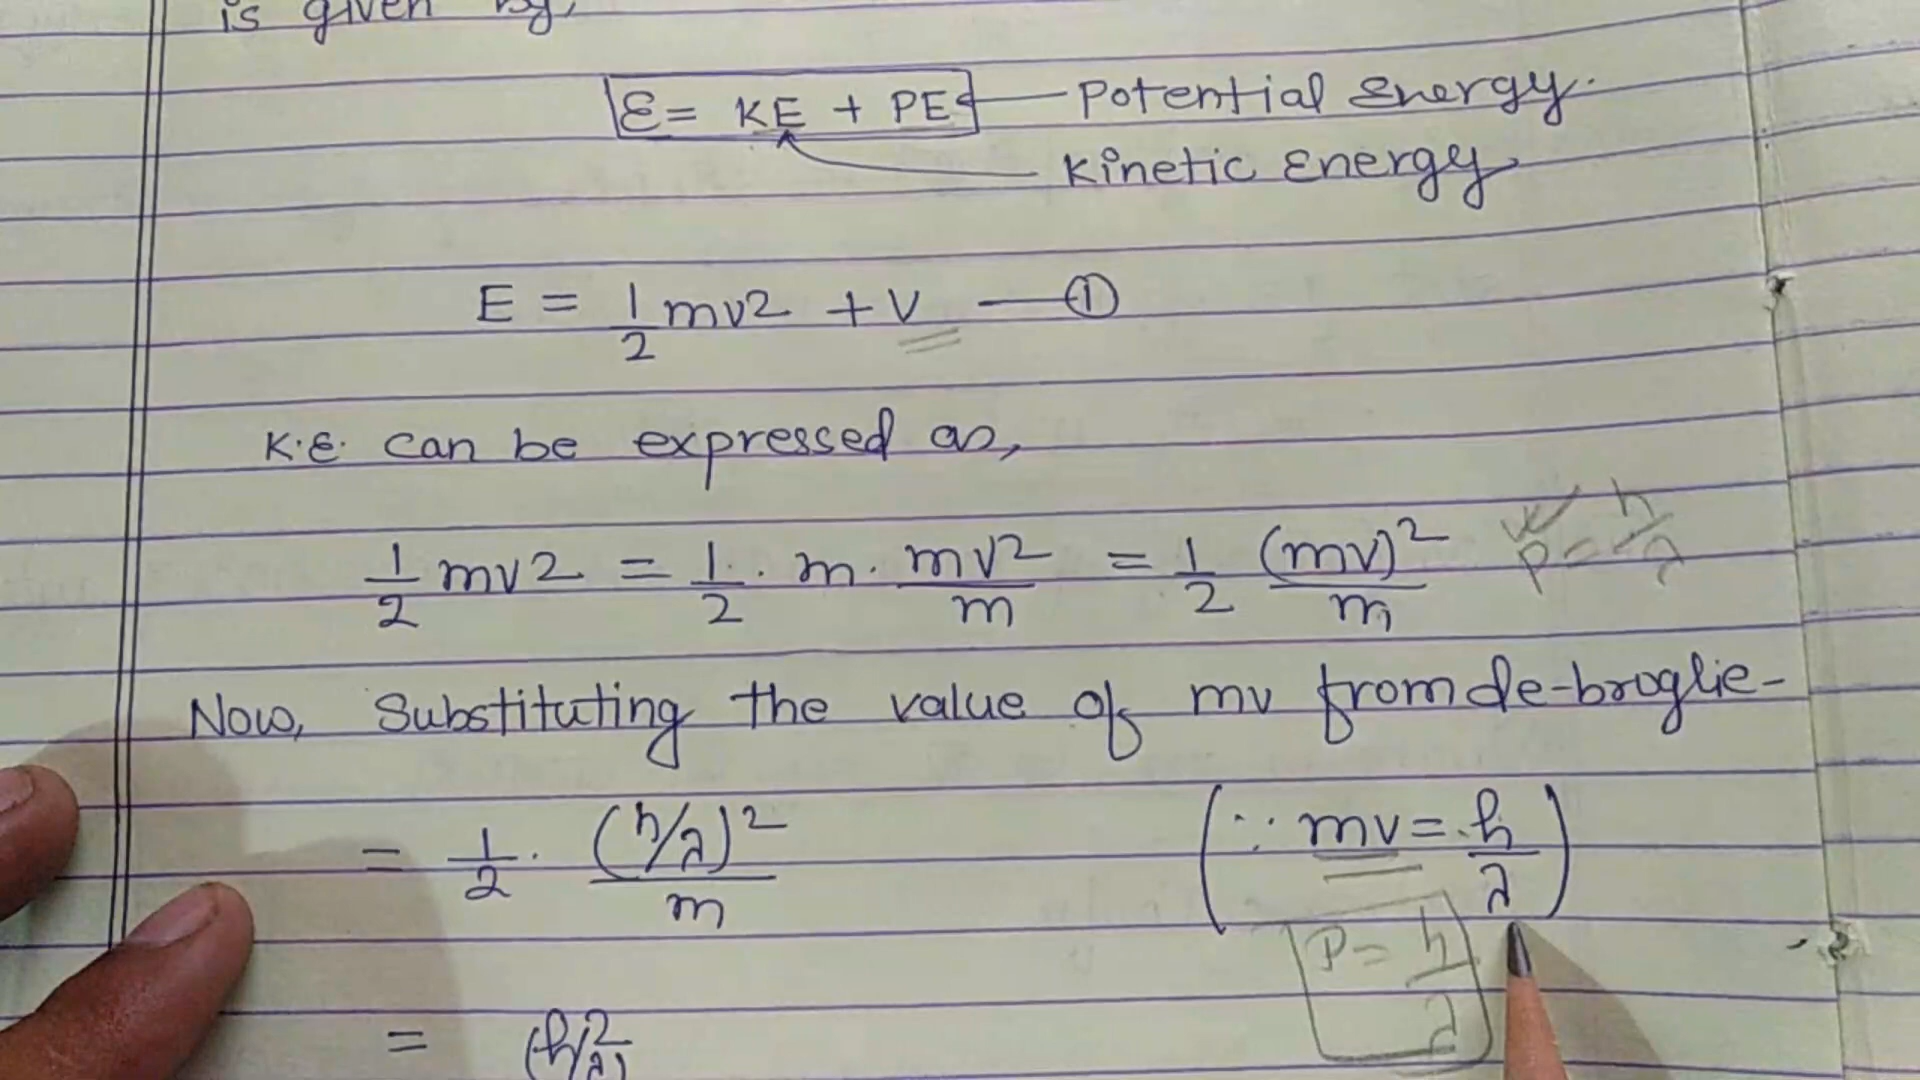 is given by,
E = KE + PE — Potential Energy.
Kinetic Energy
E = 1/2 mv2 + V — ①
K.E. can be expressed as,
1/2 mv2 = 1/2 . m . mv2/m = 1/2 (mv)2/m P = h/λ
Now, Substituting the value of mv from de-broglie-
= 1/2 . (h/λ)2/m (∵ mv = h/λ)
P = h/λ
= (h/λ)2